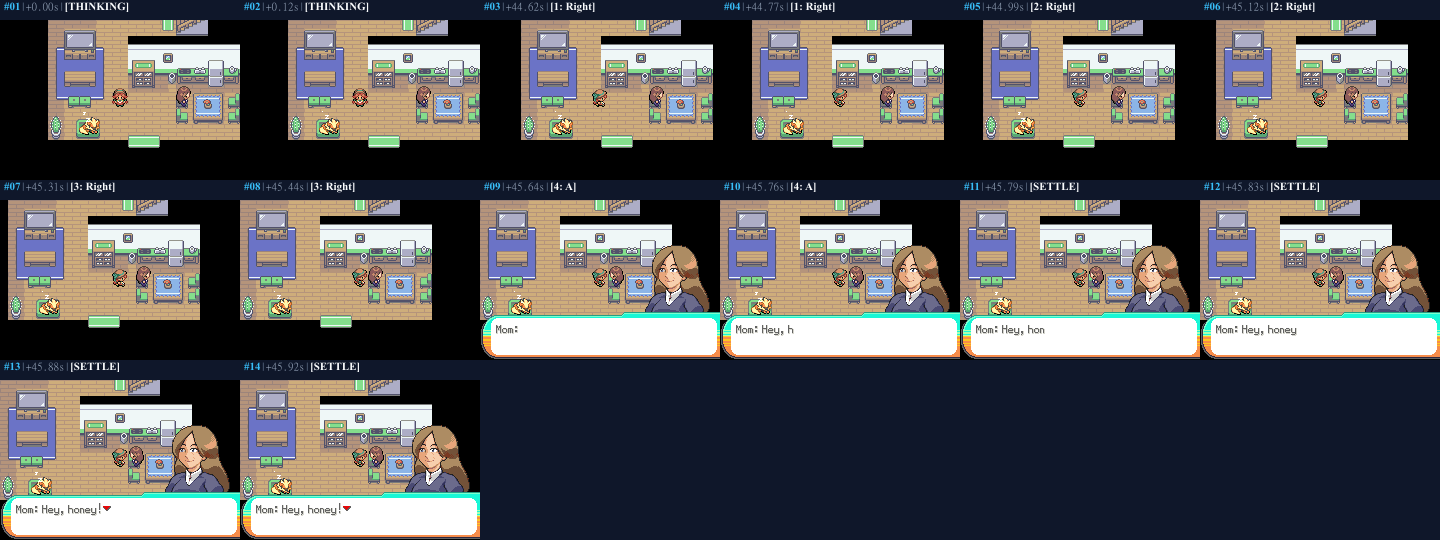 #01 | +0.00s | [THINKING]
#02 | +0.12s | [THINKING]
#03 | +44.62s | [1: Right]
#04 | +44.77s | [1: Right]
#05 | +44.99s | [2: Right]
#06 | +45.12s | [2: Right]
#07 | +45.31s | [3: Right]
#08 | +45.44s | [3: Right]
#09 | +45.64s | [4: A]
#10 | +45.76s | [4: A]
#11 | +45.79s | [SETTLE]
#12 | +45.83s | [SETTLE]
Mom:
Mom: Hey, h
Mom: Hey, hon
Mom: Hey, honey
#13 | +45.88s | [SETTLE]
#14 | +45.92s | [SETTLE]
Mom: Hey, honey!♥
Mom: Hey, honey!♥